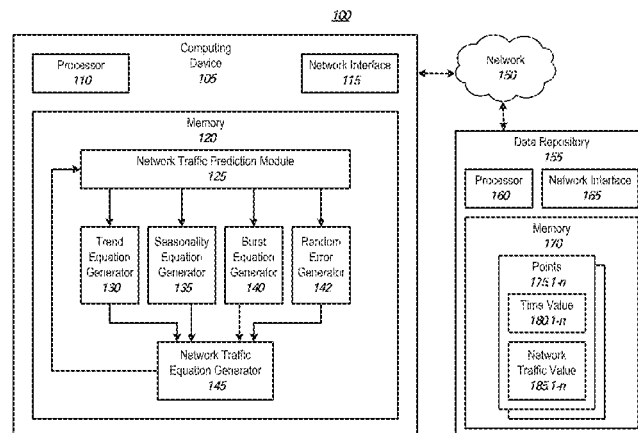 100
Computing
Device
105
Processor
110
Network Interface
115
Network
150
Memory
120
Network Traffic Prediction Module
125
Trend
Equation
Generator
130
Seasonality
Equation
Generator
135
Burst
Equation
Generator
140
Random
Error
Generator
142
Network Traffic
Equation Generator
145
Data Repository
155
Processor
160
Network Interface
165
Memory
170
Points
175.1-n
Time Value
180.1-n
Network
Traffic Value
185.1-n